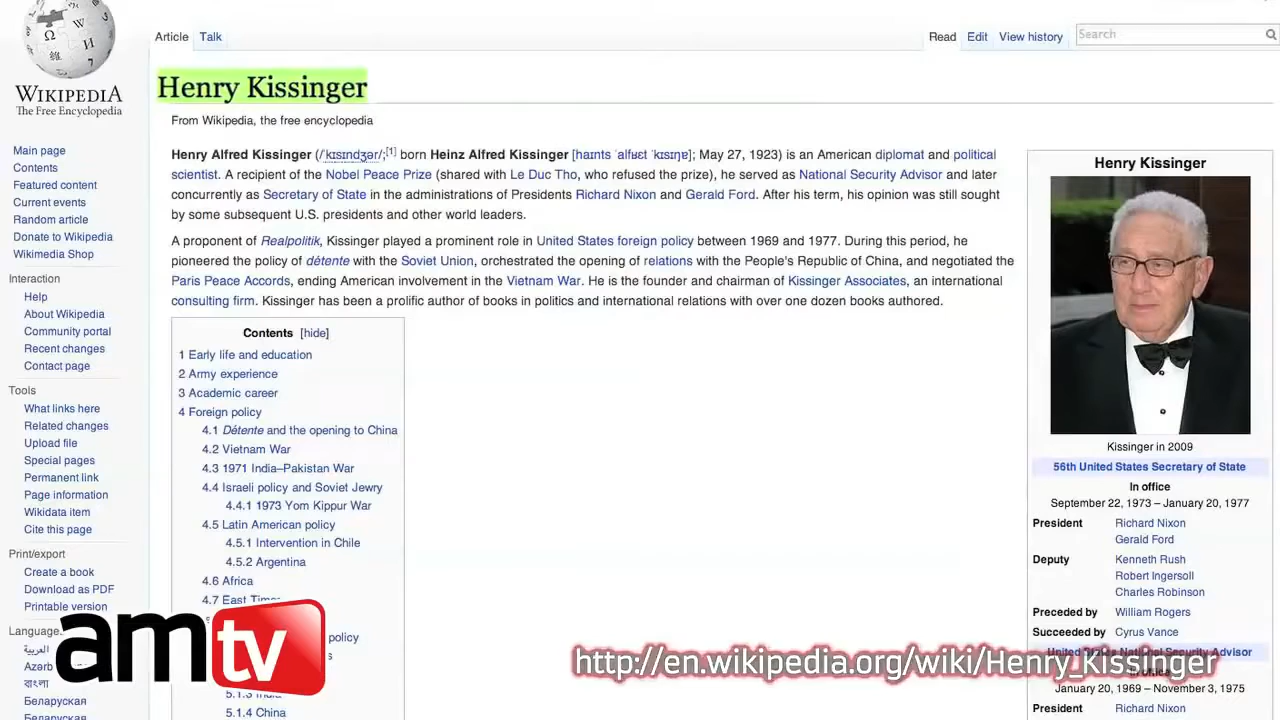 Article
Talk
Read
Edit
View history
Search
WIKIPEDIA
The Free Encyclopedia
Henry Kissinger
From Wikipedia, the free encyclopedia
Henry Alfred Kissinger (/ˈkɪsɪndʒər/;[1] born Heinz Alfred Kissinger [haɪnts ˈalfʁɛt ˈkɪsɪŋɐ]; May 27, 1923) is an American diplomat and political
scientist. A recipient of the Nobel Peace Prize (shared with Le Duc Tho, who refused the prize), he served as National Security Advisor and later
concurrently as Secretary of State in the administrations of Presidents Richard Nixon and Gerald Ford. After his term, his opinion was still sought
by some subsequent U.S. presidents and other world leaders.
A proponent of Realpolitik, Kissinger played a prominent role in United States foreign policy between 1969 and 1977. During this period, he
pioneered the policy of détente with the Soviet Union, orchestrated the opening of relations with the People's Republic of China, and negotiated the
Paris Peace Accords, ending American involvement in the Vietnam War. He is the founder and chairman of Kissinger Associates, an international
consulting firm. Kissinger has been a prolific author of books in politics and international relations with over one dozen books authored.
Main page
Contents
Featured content
Current events
Random article
Donate to Wikipedia
Wikimedia Shop
Interaction
Help
About Wikipedia
Community portal
Recent changes
Contact page
Tools
What links here
Related changes
Upload file
Special pages
Permanent link
Page information
Wikidata item
Cite this page
Print/export
Create a book
Download as PDF
Printable version
العربية
বাংলা
Беларуская
Contents [hide]
1 Early life and education
2 Army experience
3 Academic career
4 Foreign policy
4.1 Détente and the opening to China
4.2 Vietnam War
4.3 1971 India–Pakistan War
4.4 Israeli policy and Soviet Jewry
4.4.1 1973 Yom Kippur War
4.5 Latin American policy
4.5.1 Intervention in Chile
4.5.2 Argentina
4.6 Africa
4.7 East
policy
5.1.3 India
5.1.4 China
Henry Kissinger
Kissinger in 2009
56th United States Secretary of State
In office
September 22, 1973 – January 20, 1977
President Richard Nixon
Gerald Ford
Deputy Kenneth Rush
Robert Ingersoll
Charles Robinson
Preceded by William Rogers
Succeeded by Cyrus Vance
United States National Security Advisor
In office
January 20, 1969 – November 3, 1975
President Richard Nixon
amtv
http://en.wikipedia.org/wiki/Henry_Kissinger